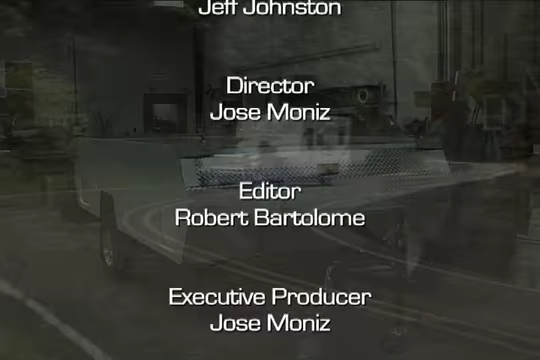 Jeff Johnston
Director
Jose Moniz
Editor
Robert Bartolome
Executive Producer
Jose Moniz